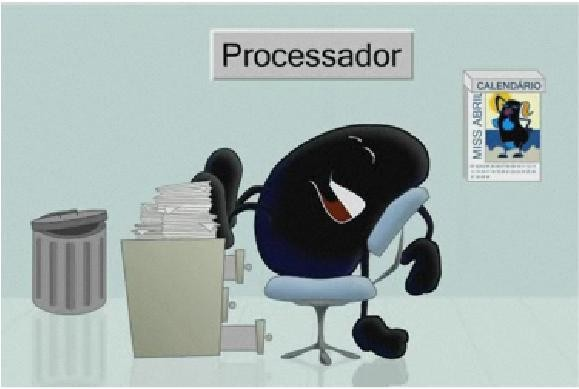 Processador
CALENDÁRIO
MISS ABRIL